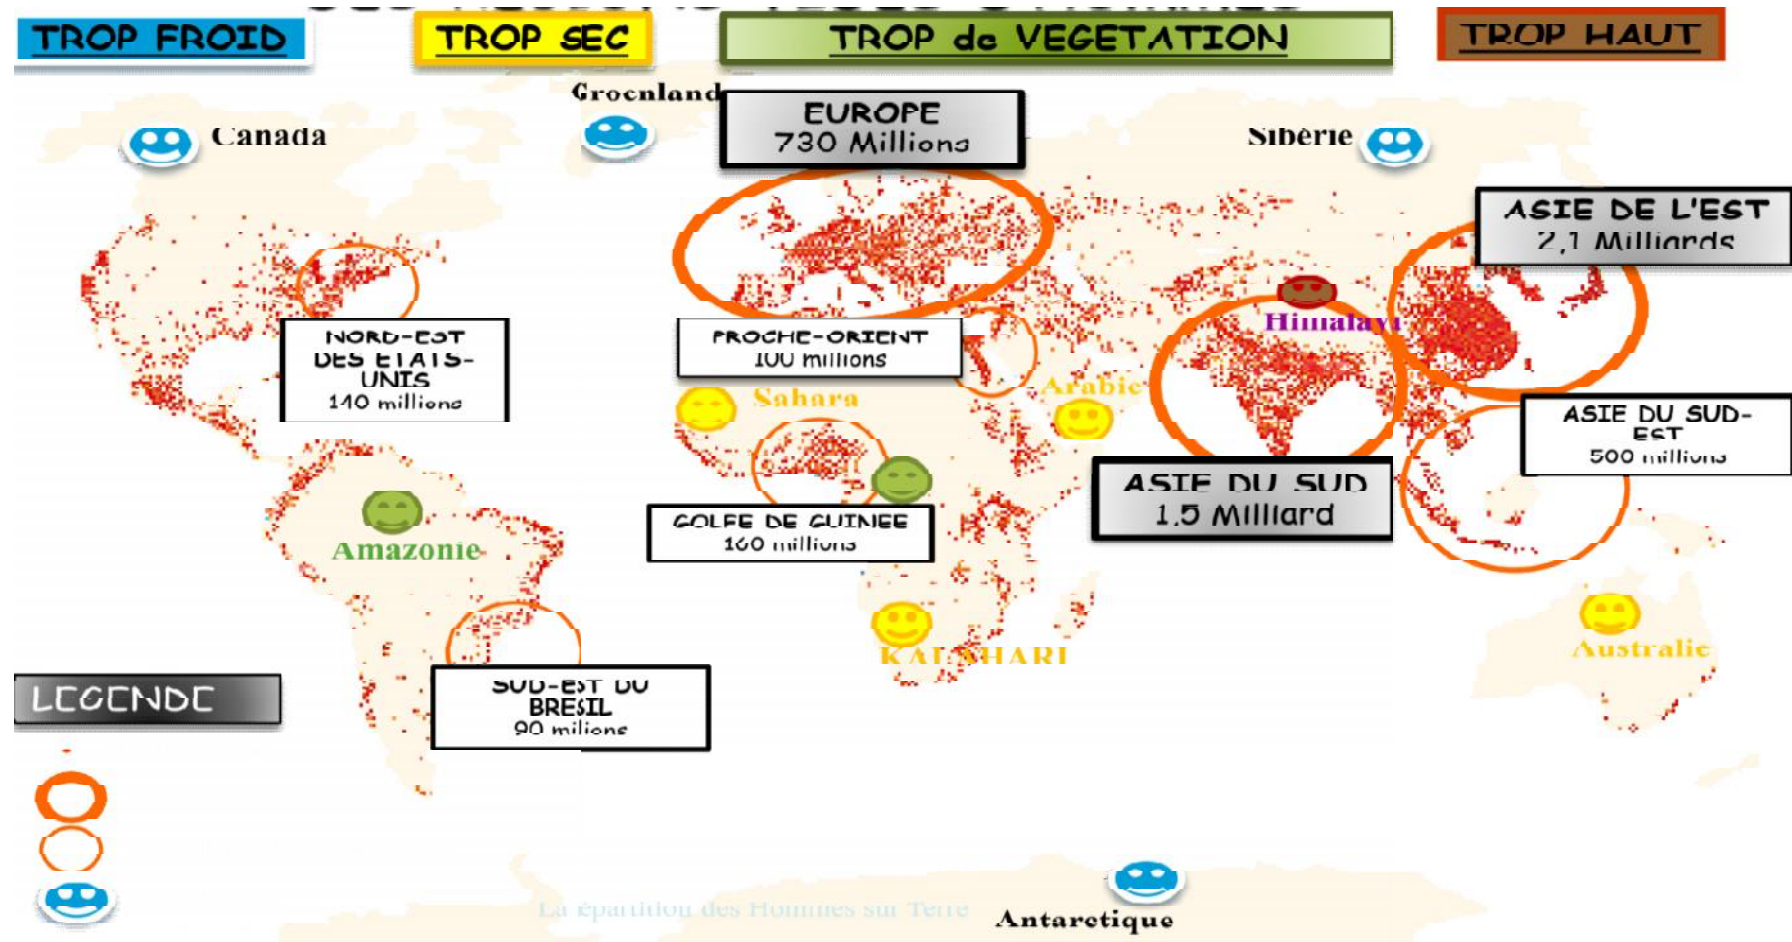 TROP FROID
TROP SEC
TROP de VEGETATION
TROP HAUT
Groenland
Canada
EUROPE
730 Millions
Sibérie
ASIE DE L'EST
2,1 Milliards
NORD-EST
DES ETATS-
UNIS
140 millions
PROCHE-ORIENT
100 millions
Himalaya
Sahara
Arabie
ASIE DU SUD-
EST
500 millions
ASIE DU SUD
1.5 Milliard
GOLFE DE GUINEE
160 millions
Amazonie
KALAHARI
Australie
SUD-EST DU
BRESIL
90 milions
LEGENDE
La épartition des Hommes sur Terre
Antarctique